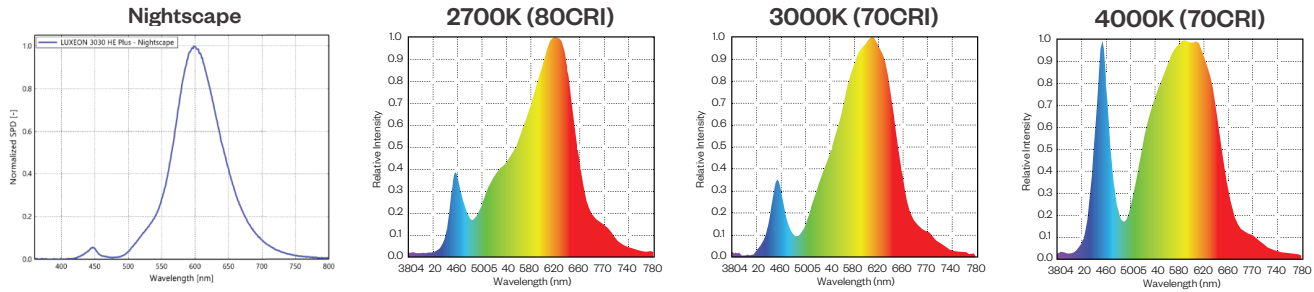 Nightscape
LUXEON 3030 HE Plus - Nightscape
1.0
0.8
0.6
0.4
0.2
0.0
Normalized SPD [-]
400 450 500 550 600 650 700 750 800
Wavelength [nm]
2700K (80CRI)
1.0
0.9
0.8
0.7
0.6
0.5
0.4
0.3
0.2
0.1
0.0
Relative Intensity
3804 20 460 5005 40 580 620 660 770 740 780
Wavelength (nm)
3000K (70CRI)
1.0
0.9
0.8
0.7
0.6
0.5
0.4
0.3
0.2
0.1
0.0
Relative Intensity
3804 20 460 5005 40 580 620 660 770 740 780
Wavelength (nm)
4000K (70CRI)
1.0
0.9
0.8
0.7
0.6
0.5
0.4
0.3
0.2
0.1
0.0
Relative Intensity
3804 20 460 5005 40 580 620 660 770 740 780
Wavelength (nm)